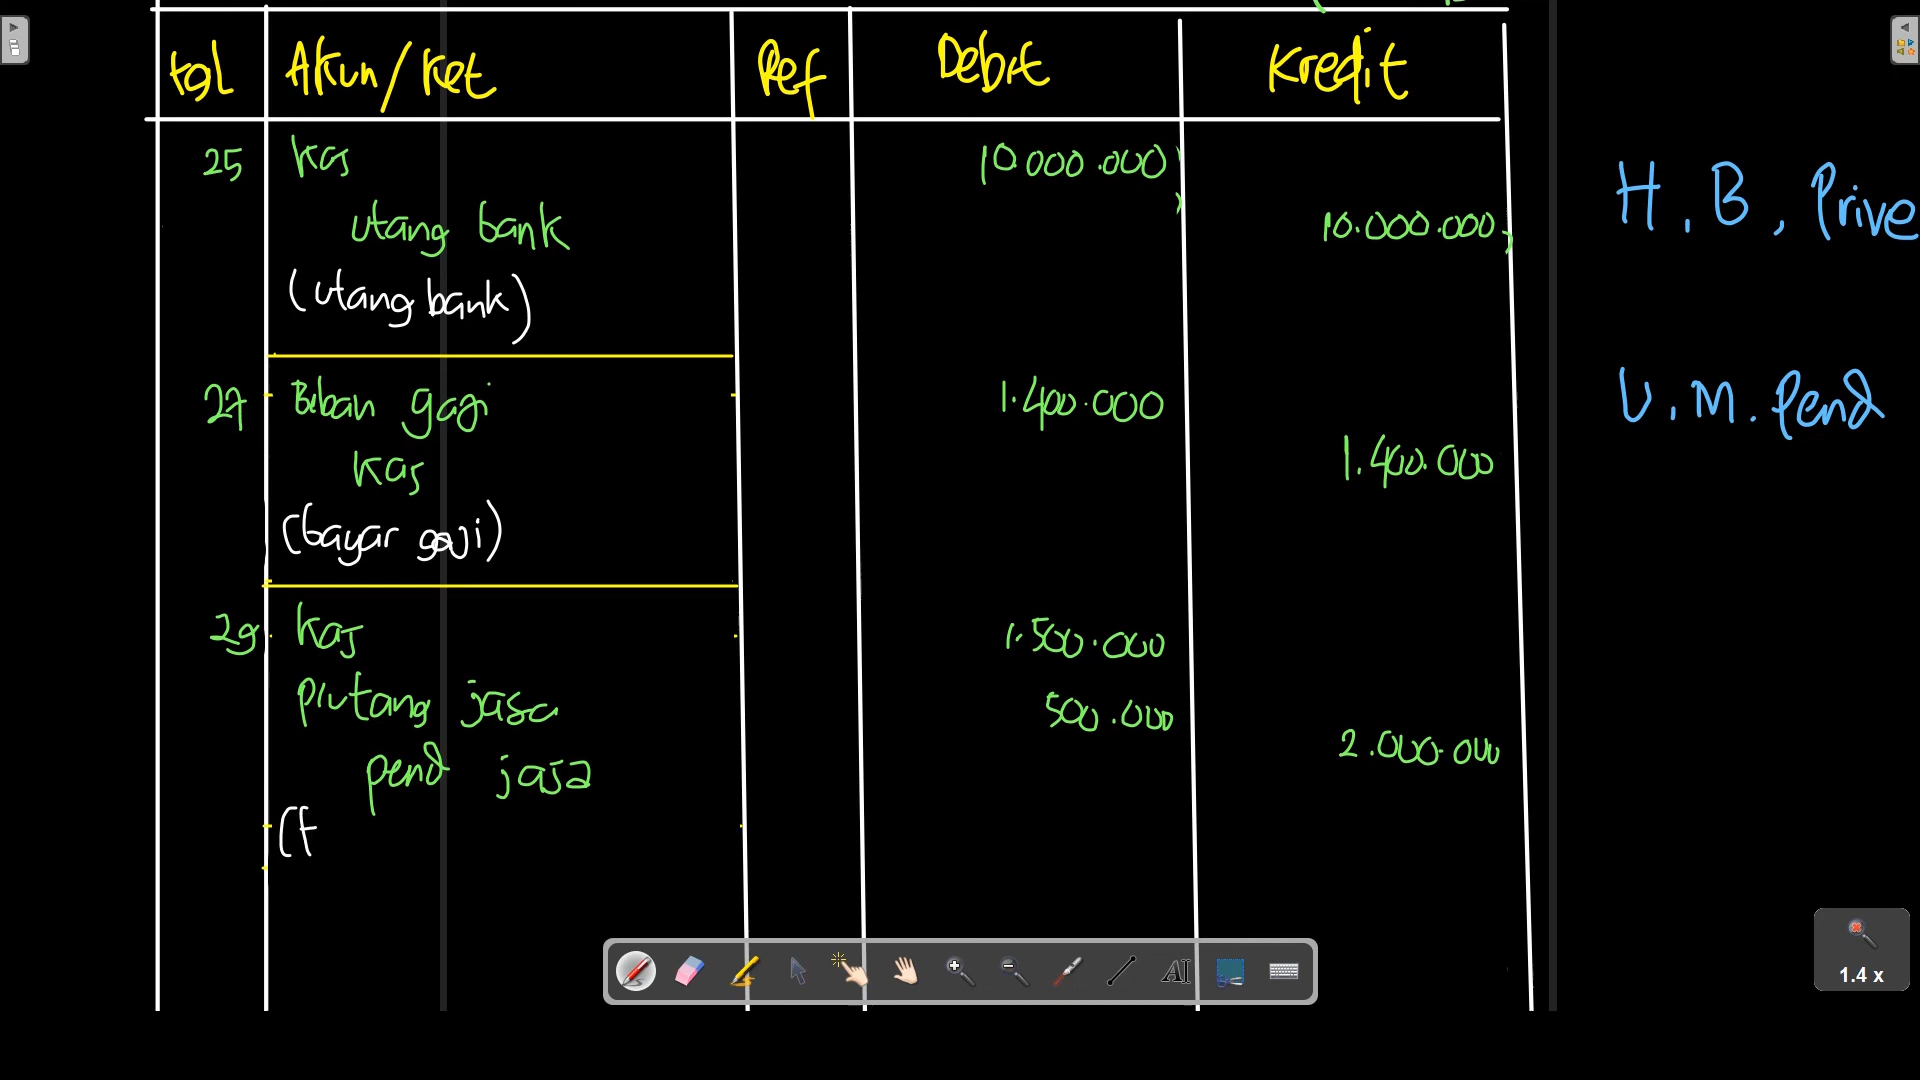 tgl Akun/Ket Ref Debit Kredit
25 Kas 10.000.000
utang bank 10.000.000
(utang bank)
27 Beban gaji 1.400.000
Kas 1.400.000
(bayar gaji)
29 Kas 1.500.000
piutang jasa 500.000
pend jasa 2.000.000
(t
H, B, Prive
U, M. Pend
1.4 x